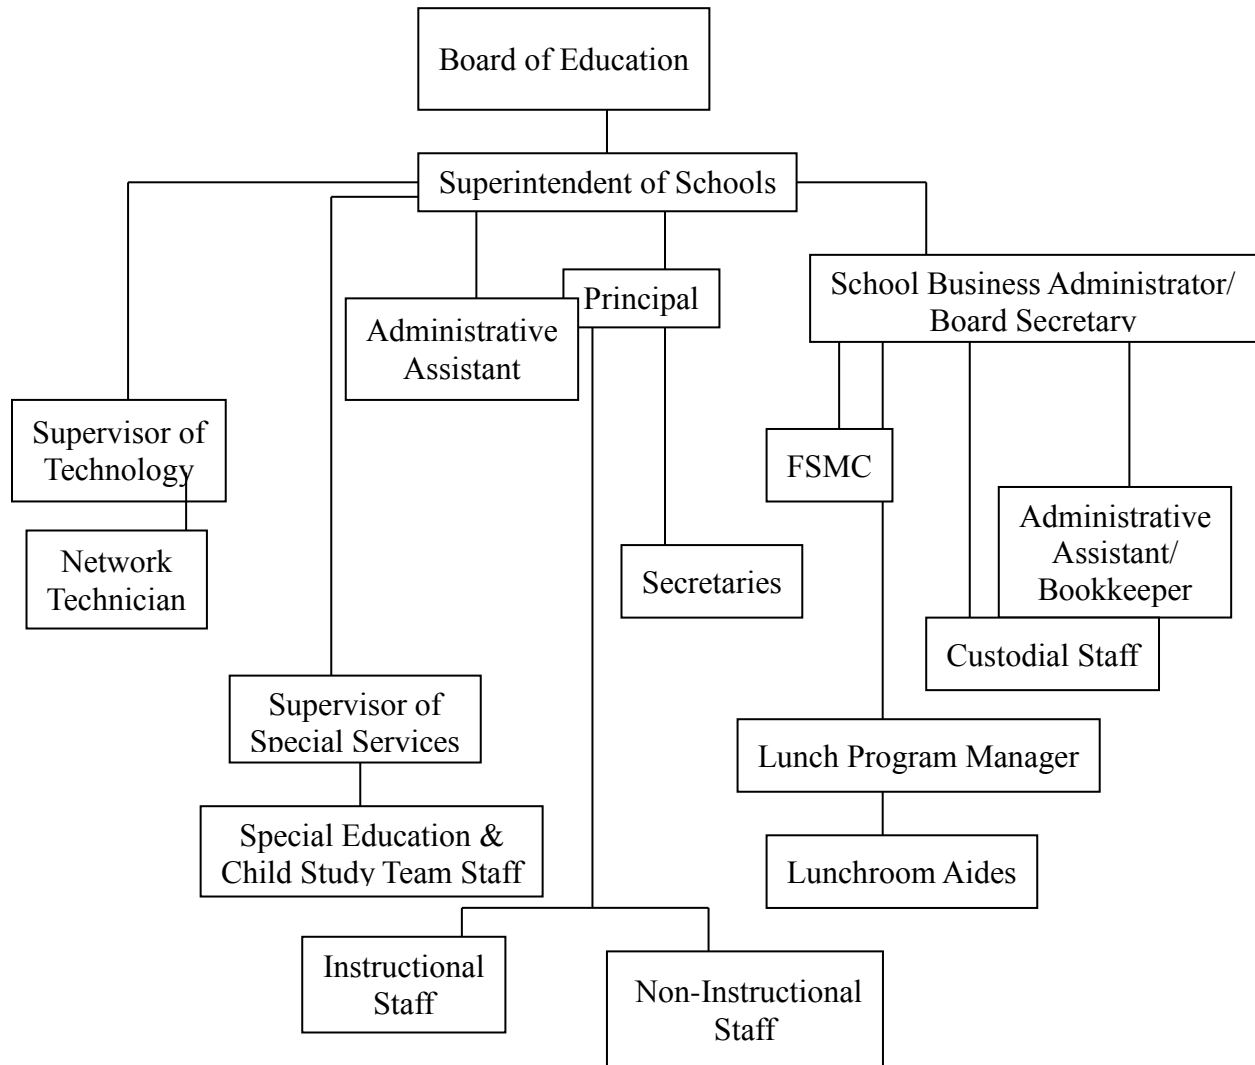 Board of Education
Superintendent of Schools
Principal
School Business Administrator/
Board Secretary
Administrative
Assistant
Supervisor of
Technology
FSMC
Administrative
Assistant/
Bookkeeper
Network
Technician
Secretaries
Custodial Staff
Supervisor of
Special Services
Lunch Program Manager
Special Education &
Child Study Team Staff
Lunchroom Aides
Instructional
Staff
Non-Instructional
Staff